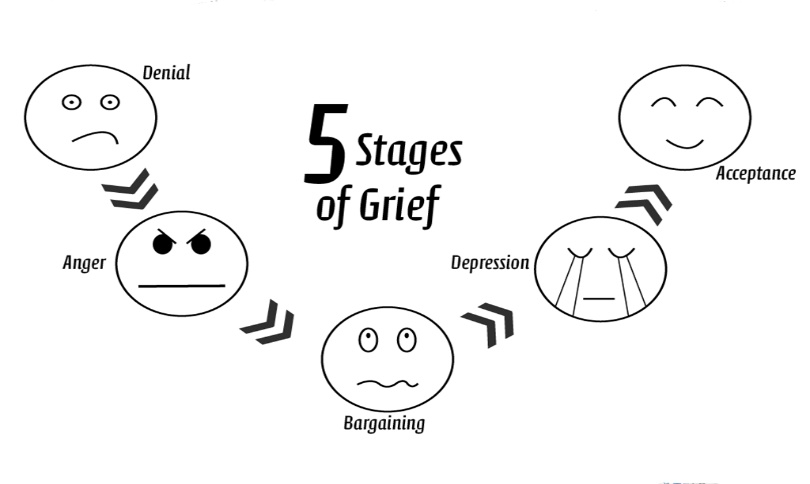 Denial
5 Stages
of Grief
Acceptance
Anger
Depression
Bargaining